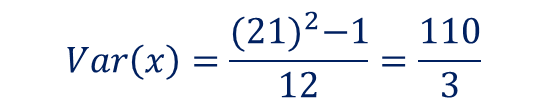 Var(x) = (21)²−1 / 12 = 110 / 3